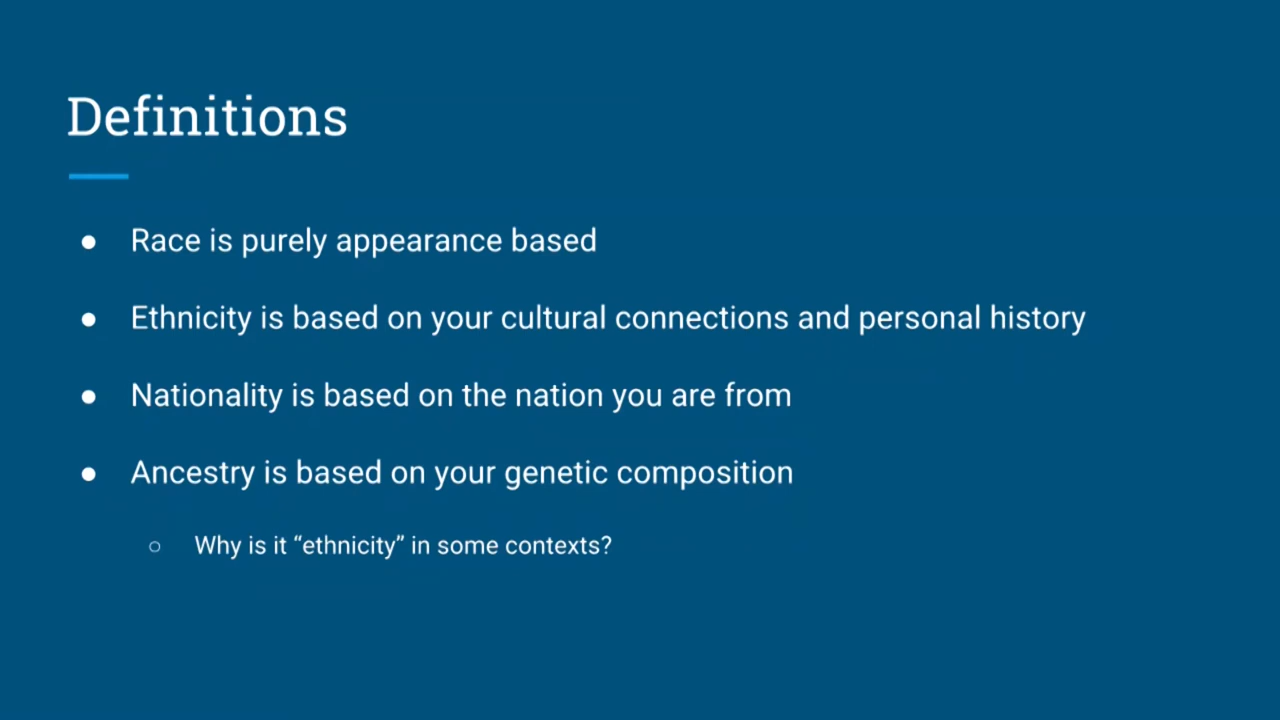 Definitions
● Race is purely appearance based
● Ethnicity is based on your cultural connections and personal history
● Nationality is based on the nation you are from
● Ancestry is based on your genetic composition
○ Why is it “ethnicity” in some contexts?